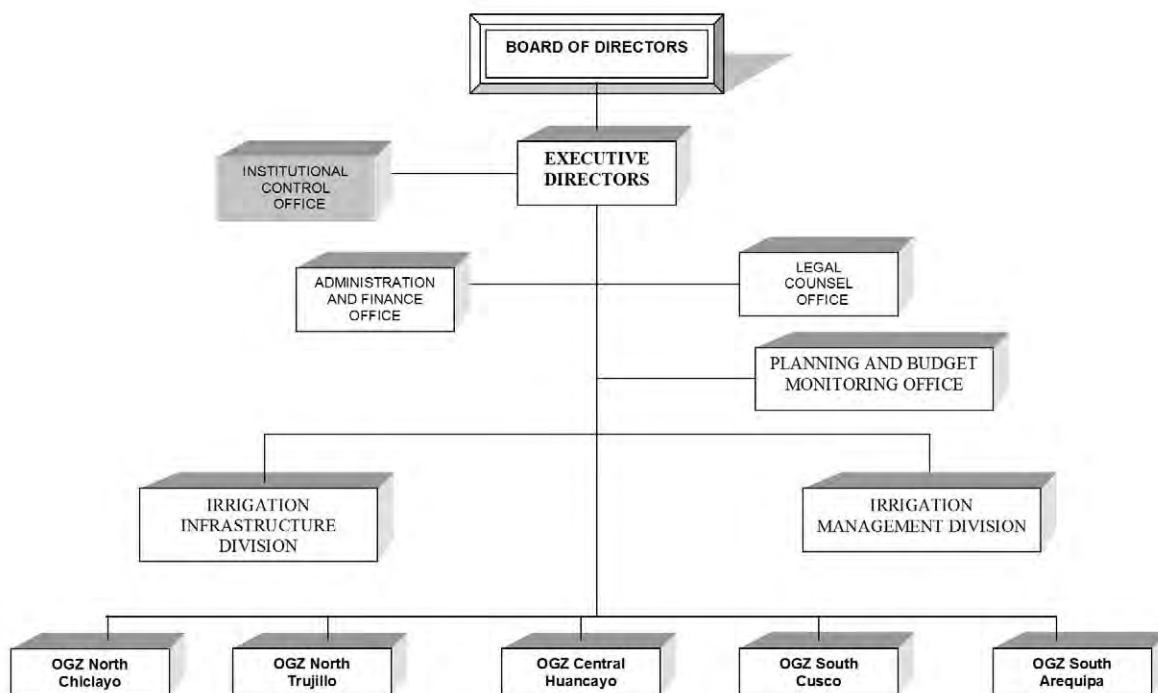 BOARD OF DIRECTORS
EXECUTIVE
DIRECTORS
INSTITUTIONAL
CONTROL
OFFICE
ADMINISTRATION
AND FINANCE
OFFICE
LEGAL
COUNSEL
OFFICE
PLANNING AND BUDGET
MONITORING OFFICE
IRRIGATION
INFRASTRUCTURE
DIVISION
IRRIGATION
MANAGEMENT DIVISION
OGZ North
Chiclayo
OGZ North
Trujillo
OGZ Central
Huancayo
OGZ South
Cusco
OGZ South
Arequipa